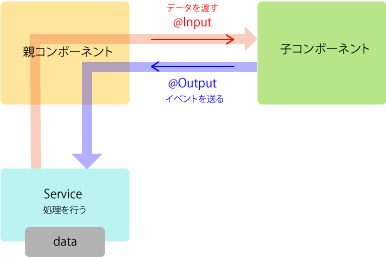 データを渡す
@Input
親コンポーネント
子コンポーネント
@Output
イベントを送る
Service
処理を行う
data